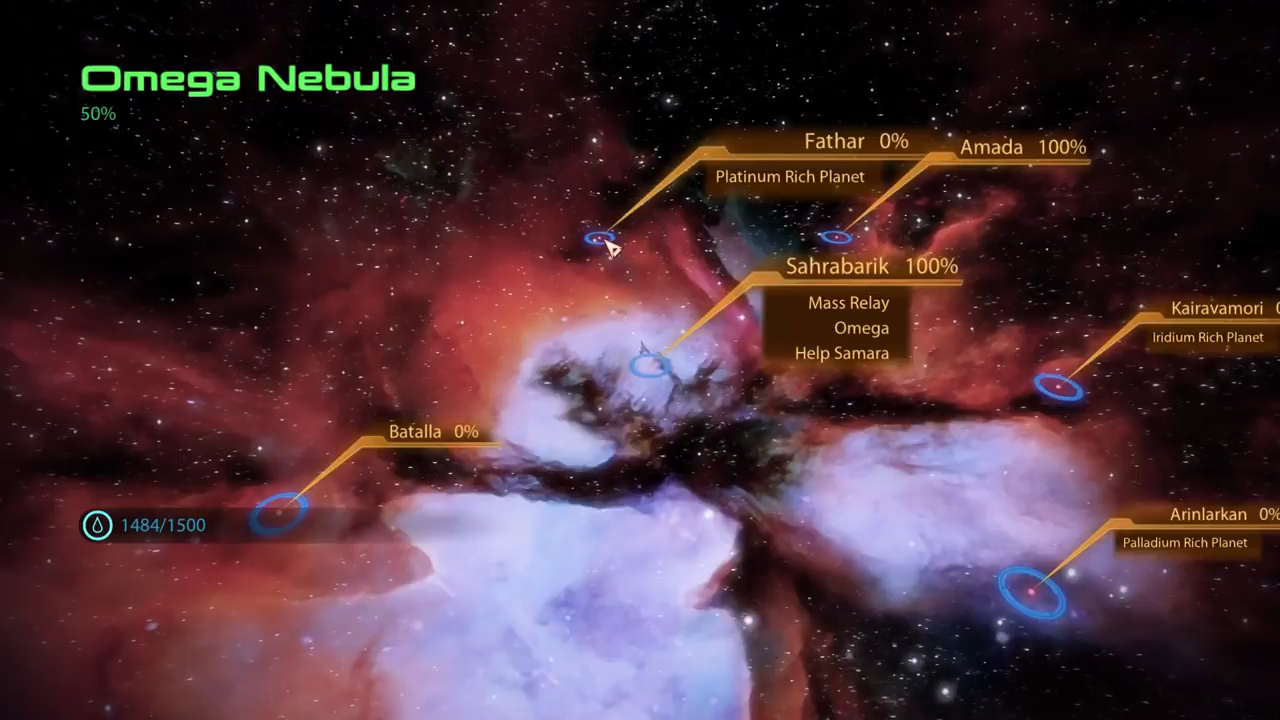 Omega Nebula
50%
Fathar 0%
Platinum Rich Planet
Amada 100%
Sahrabarik 100%
Mass Relay
Omega
Help Samara
Kairavamori
Iridium Rich Planet
Batalla 0%
1484/1500
Arinlarkan 0%
Palladium Rich Planet